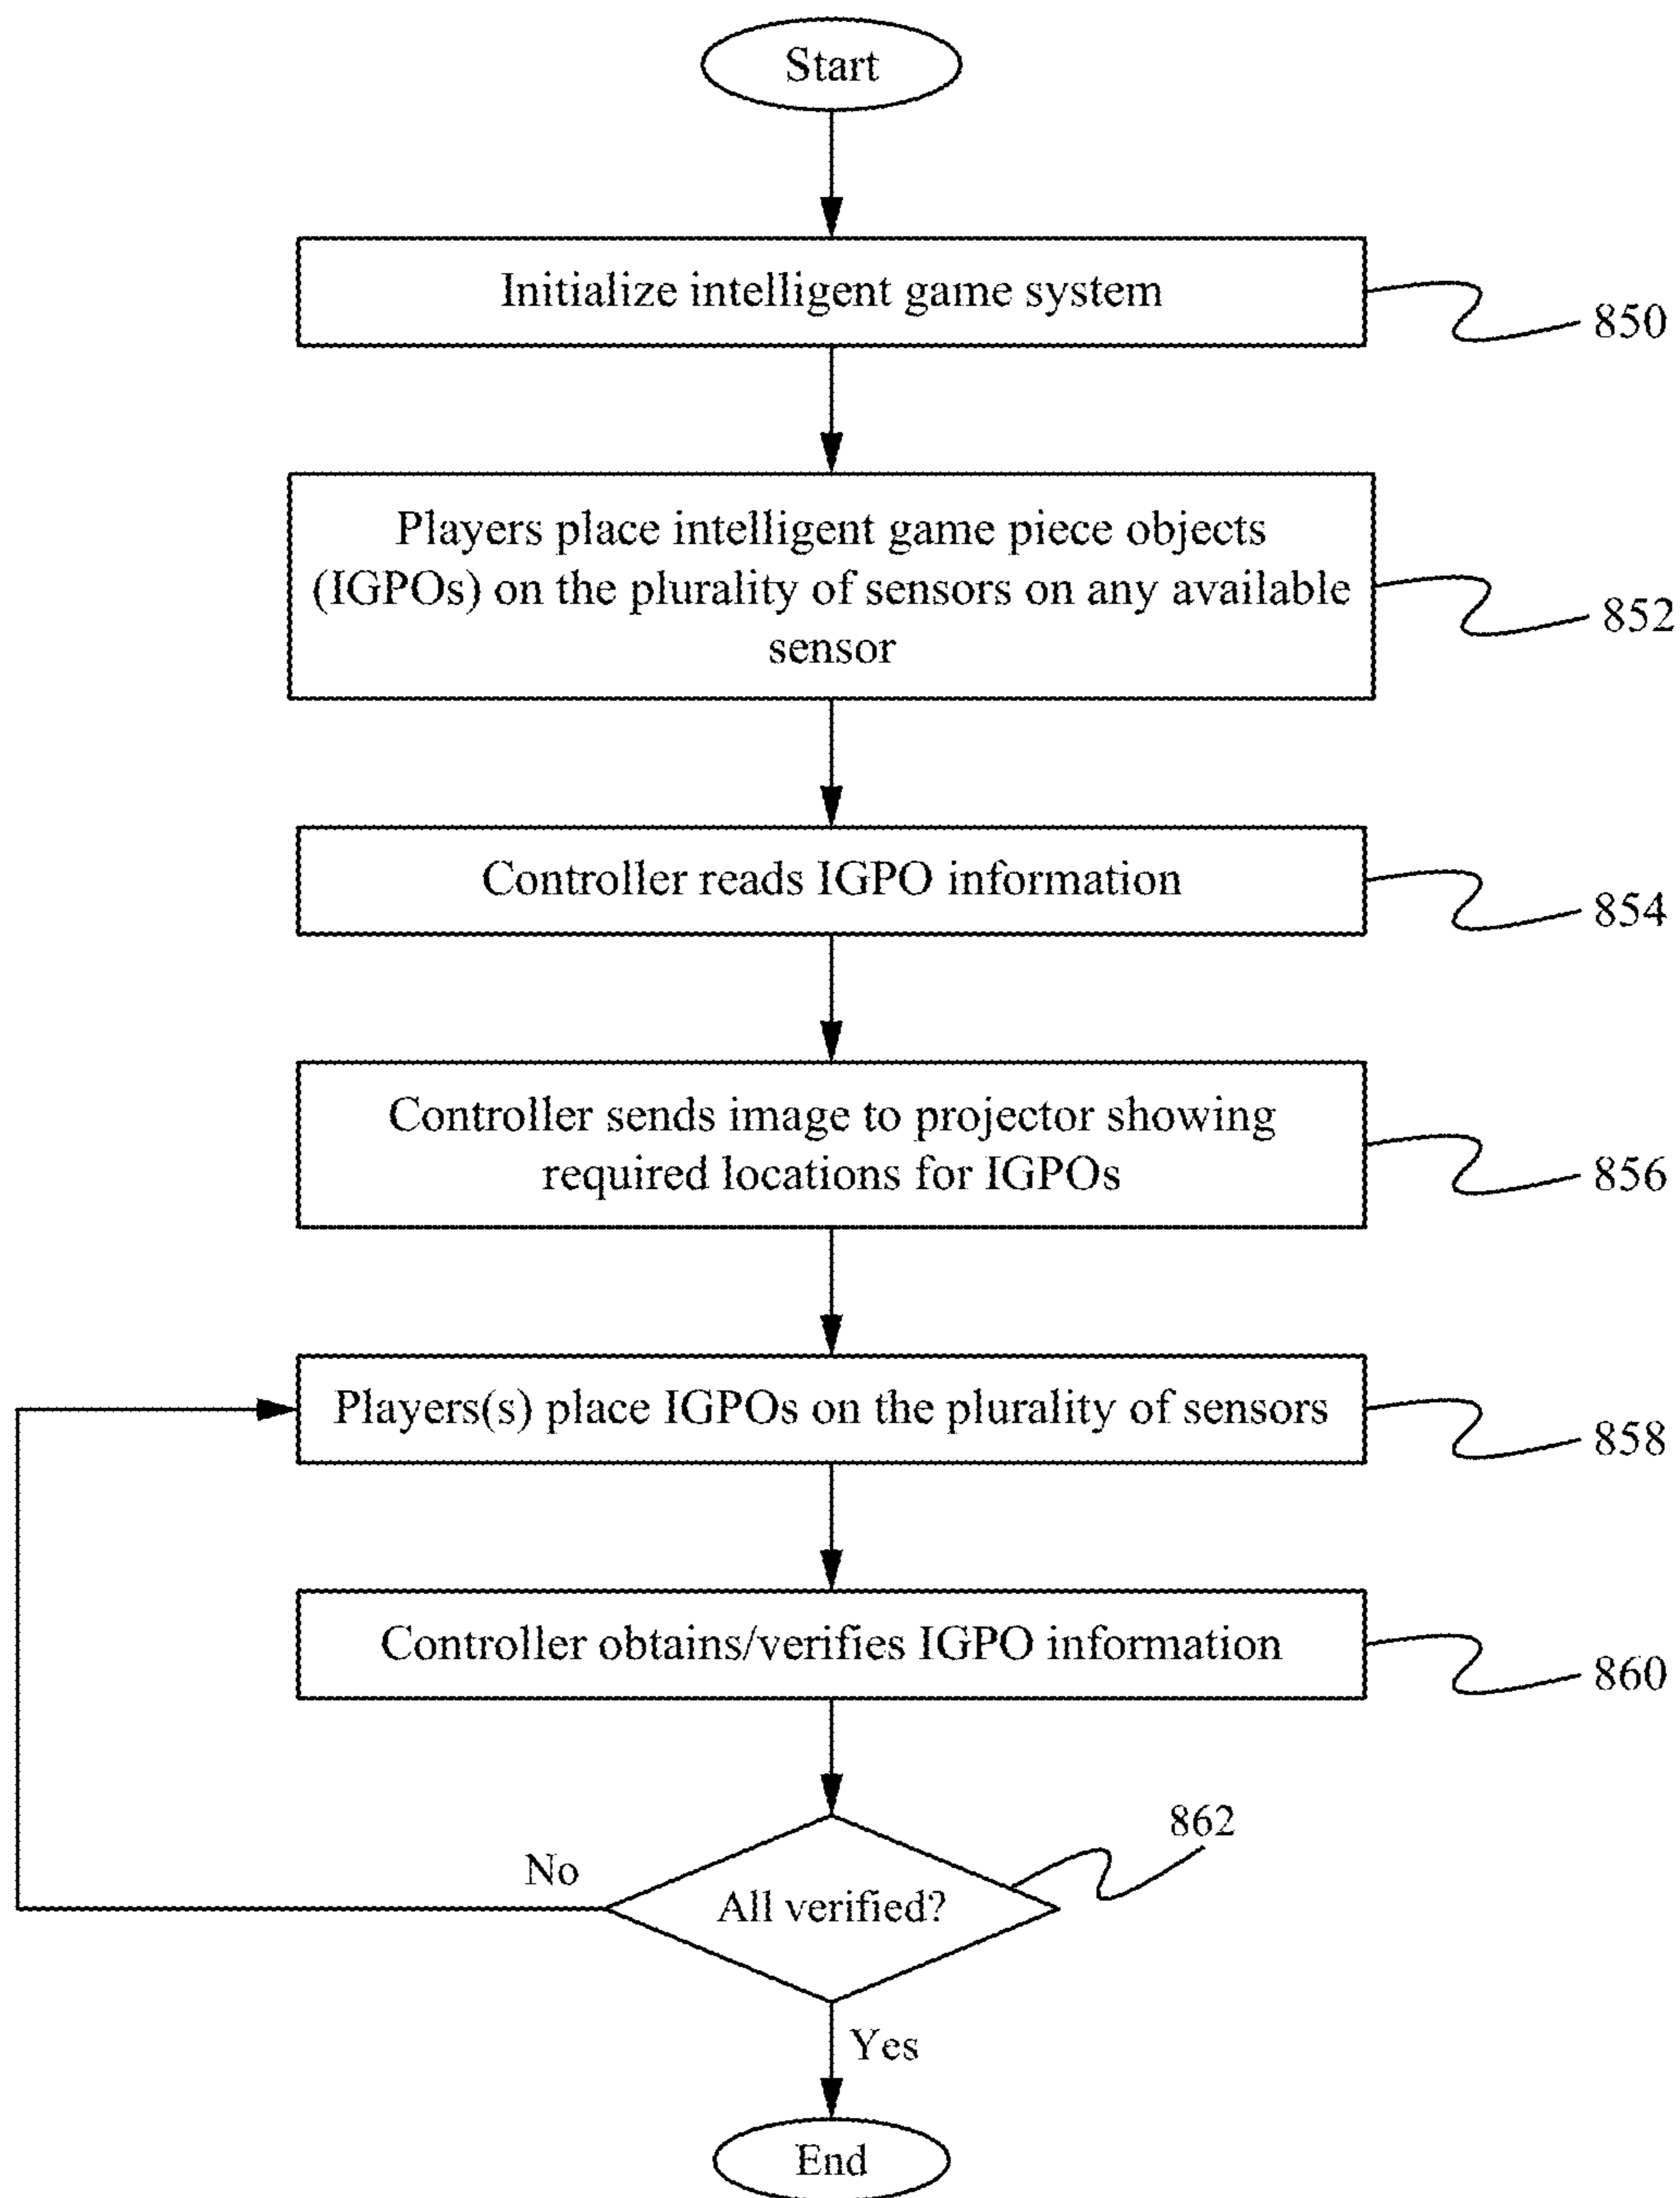 Start
Initialize intelligent game system
850
Players place intelligent game piece objects
(IGPOs) on the plurality of sensors on any available
sensor
852
Controller reads IGPO information
854
Controller sends image to projector showing
required locations for IGPOs
856
Players(s) place IGPOs on the plurality of sensors
858
Controller obtains/verifies IGPO information
860
862
No
All verified?
Yes
End